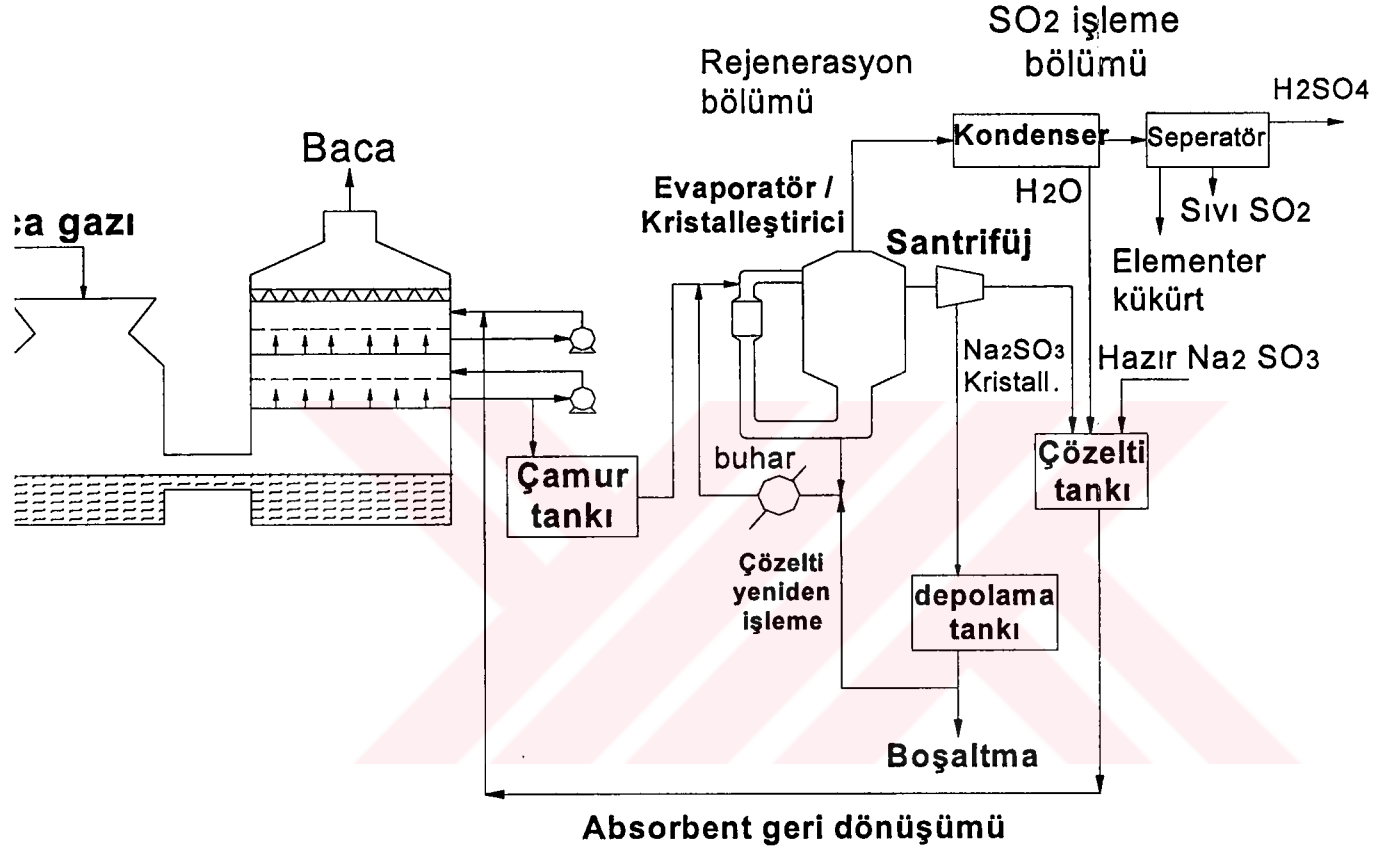 SO2 işleme
bölümü
Rejenerasyon
bölümü
H2SO4
Baca
Kondenser
Seperatör
Evaporatör /
Kristalleştirici
H2O
Sıvı SO2
ca gazı
Santrifüj
Elementer
kükürt
Na2SO3
Kristall.
Hazır Na2 SO3
Çamur
tankı
buhar
Çözelti
tankı
Çözelti
yeniden
işleme
depolama
tankı
Boşaltma
Absorbent geri dönüşümü